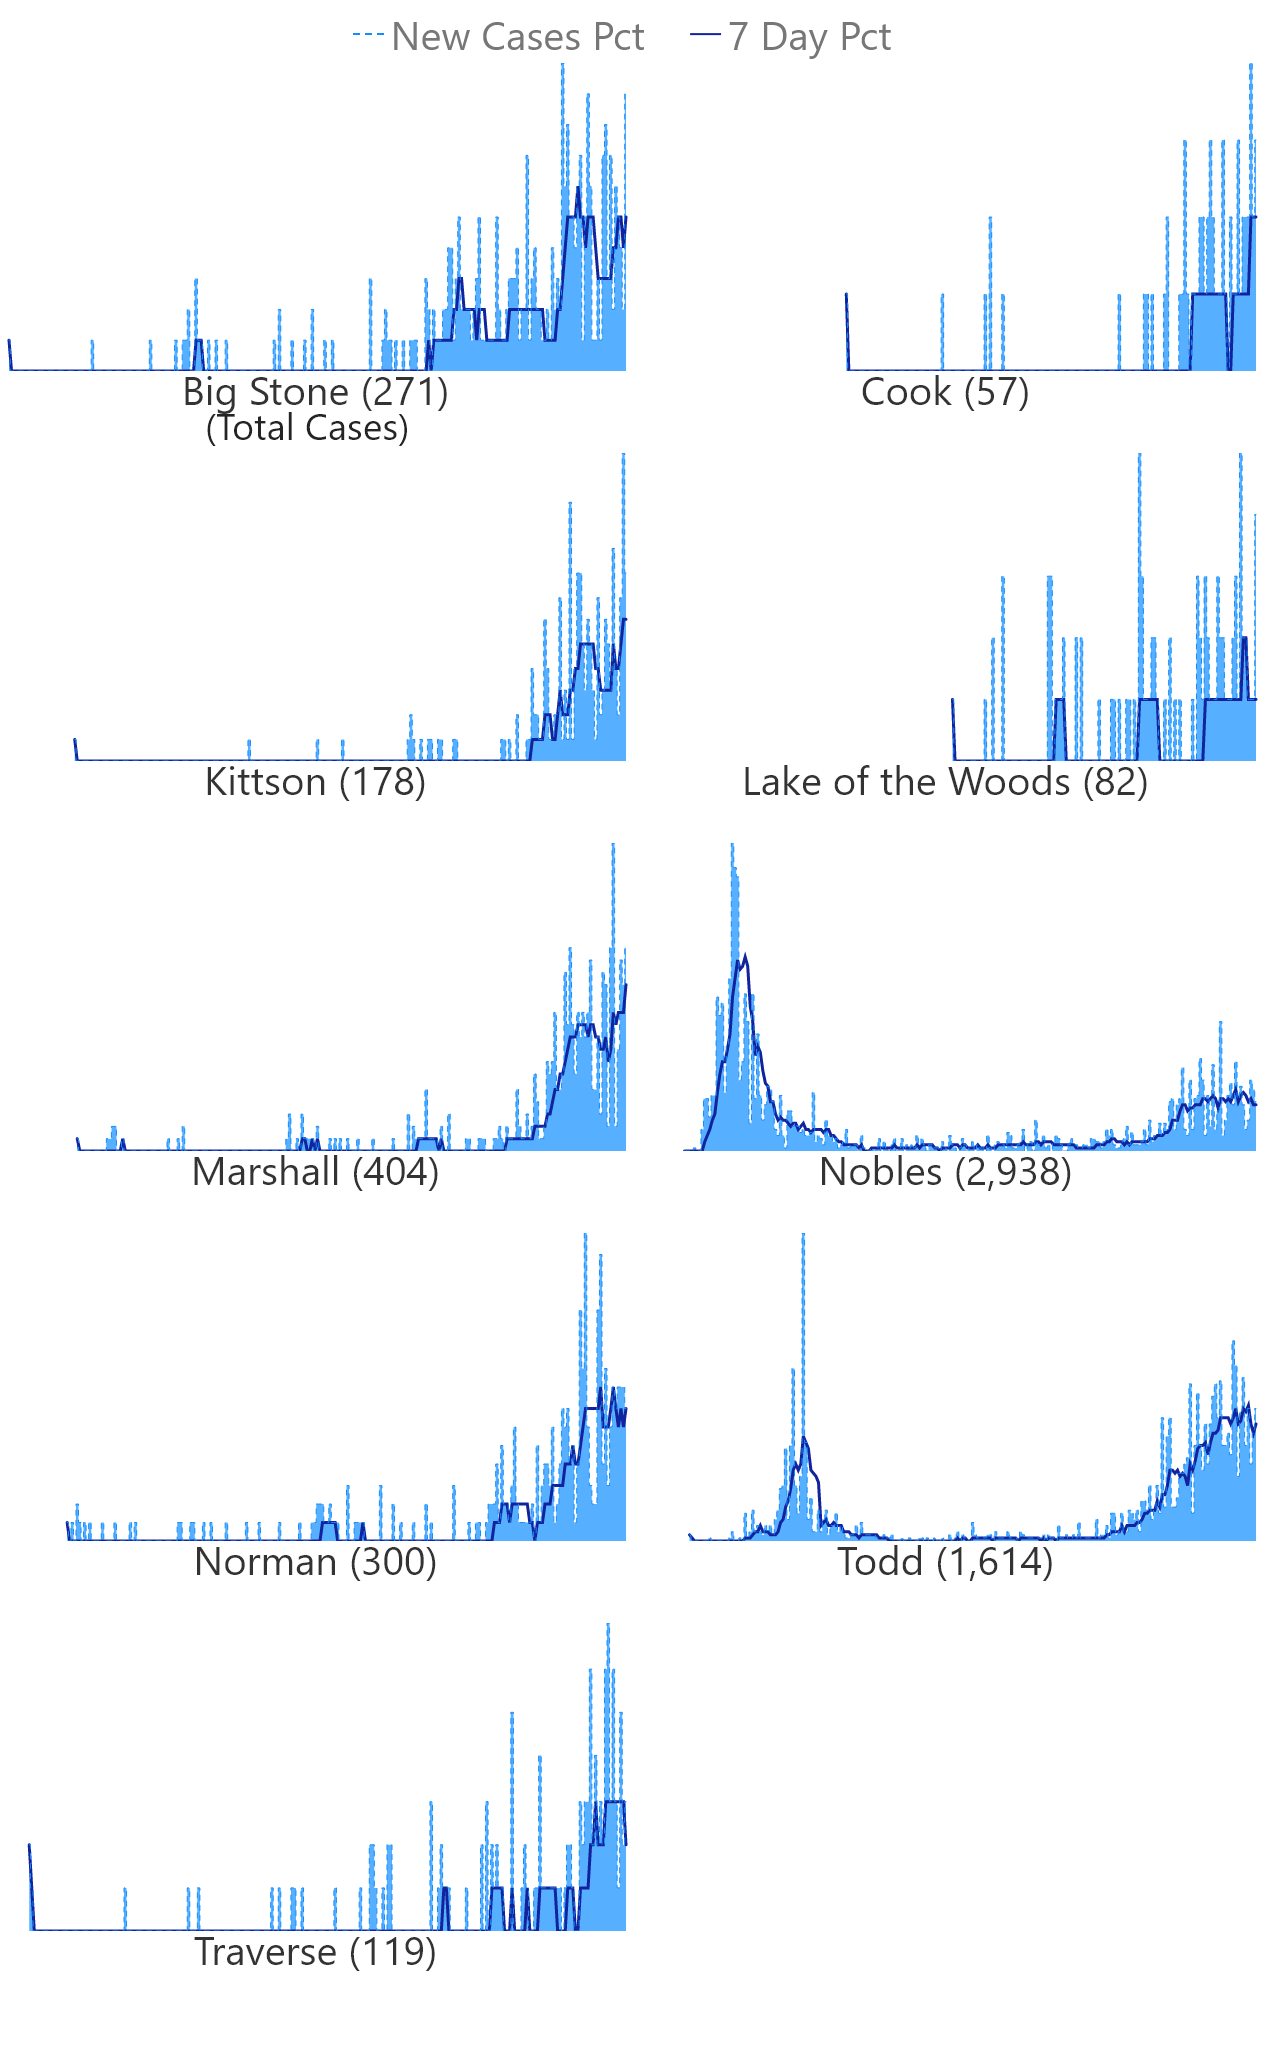 New Cases Pct 7 Day Pct
Big Stone (271) Cook (57)
(Total Cases)
Kittson (178) Lake of the Woods (82)
Marshall (404) Nobles (2,938)
Norman (300) Todd (1,614)
Traverse (119)